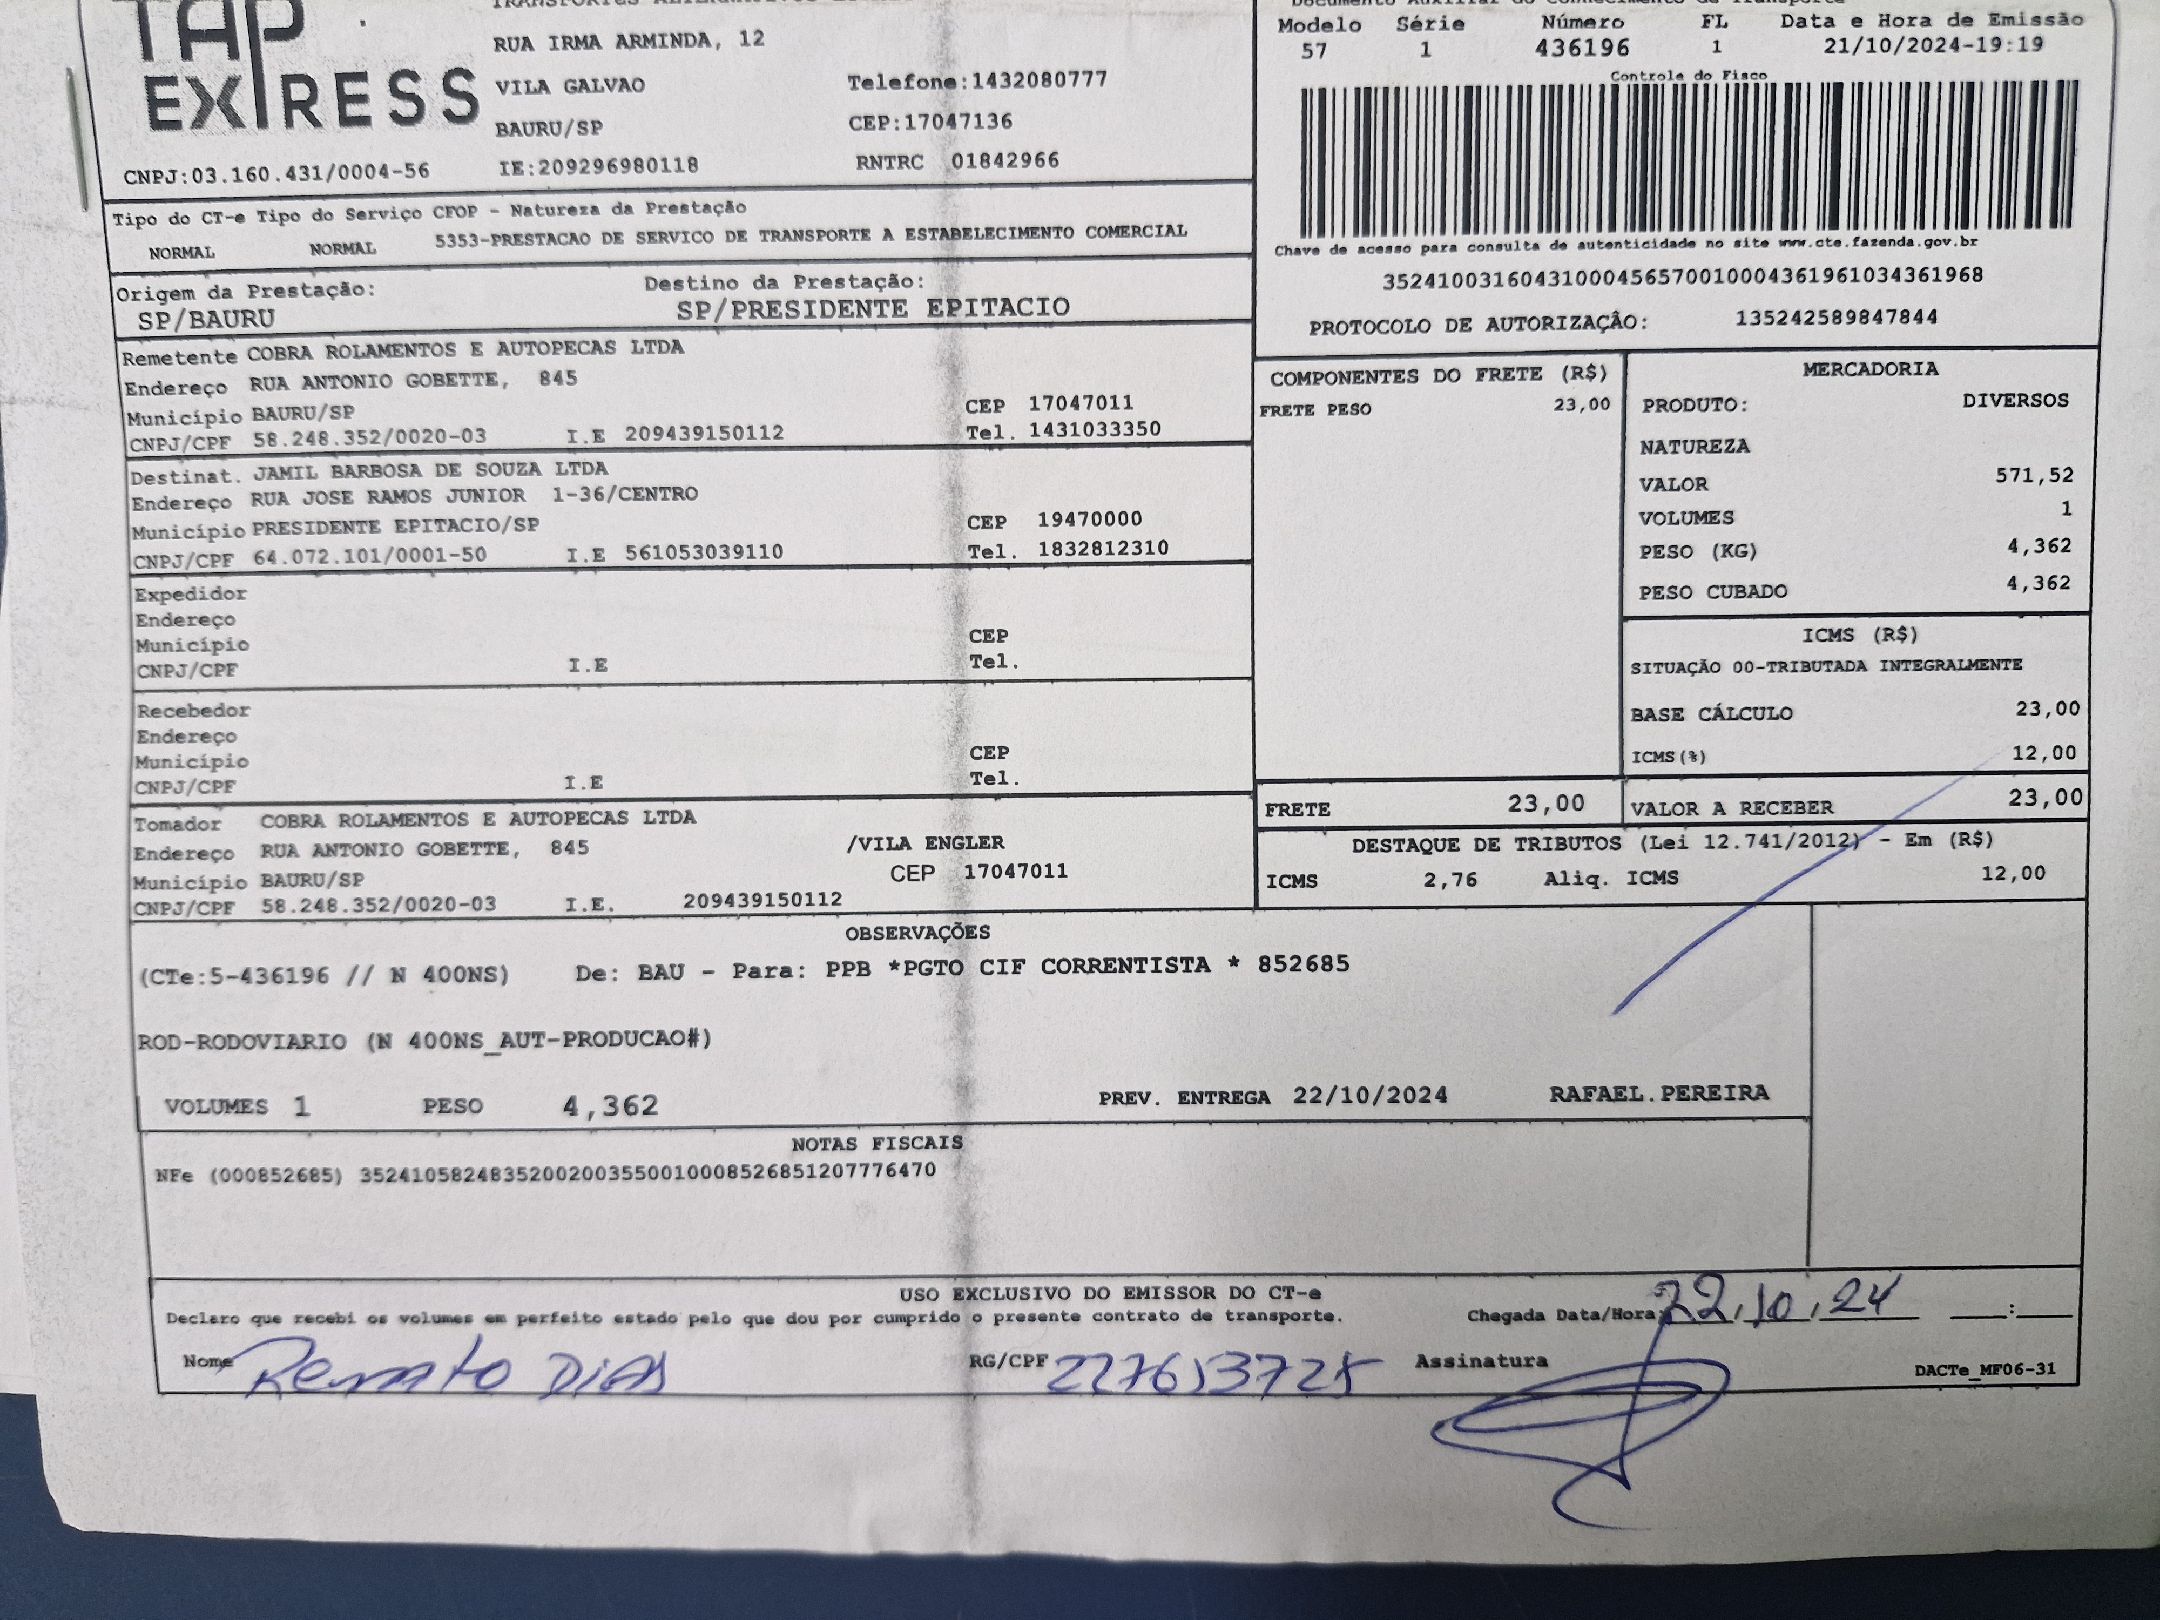 TAP
EXPRESS
RUA IRMA ARMINDA, 12
VILA GALVAO
Telefone:1432080777
BAURU/SP
CEP:17047136
CNPJ:03.160.431/0004-56
IE:209296980118
RNTRC 01842966
Modelo Série Número FL Data e Hora de Emissão
57 1 436196 1 21/10/2024-19:19
Controle do Fisco
Chave de acesso para consulta de autenticidade no site www.cte.fazenda.gov.br
35241003160431000456570010004361961034361968
PROTOCOLO DE AUTORIZAÇÂO: 135242589847844
Tipo do CT-e Tipo do Serviço CFOP - Natureza da Prestação
NORMAL NORMAL 5353-PRESTACAO DE SERVICO DE TRANSPORTE A ESTABELECIMENTO COMERCIAL
Origem da Prestação: Destino da Prestação:
SP/BAURU SP/PRESIDENTE EPITACIO
Remetente COBRA ROLAMENTOS E AUTOPECAS LTDA
Endereço RUA ANTONIO GOBETTE, 845
Município BAURU/SP CEP 17047011
CNPJ/CPF 58.248.352/0020-03 I.E 209439150112 Tel. 1431033350
Destinat. JAMIL BARBOSA DE SOUZA LTDA
Endereço RUA JOSE RAMOS JUNIOR 1-36/CENTRO
Município PRESIDENTE EPITACIO/SP CEP 19470000
CNPJ/CPF 64.072.101/0001-50 I.E 561053039110 Tel. 1832812310
Expedidor
Endereço
Município CEP
CNPJ/CPF I.E Tel.
Recebedor
Endereço
Município CEP
CNPJ/CPF I.E Tel.
Tomador COBRA ROLAMENTOS E AUTOPECAS LTDA
Endereço RUA ANTONIO GOBETTE, 845 /VILA ENGLER
Município BAURU/SP CEP 17047011
CNPJ/CPF 58.248.352/0020-03 I.E. 209439150112
COMPONENTES DO FRETE (R$)
FRETE PESO 23,00
MERCADORIA
PRODUTO: DIVERSOS
NATUREZA
VALOR 571,52
VOLUMES 1
PESO (KG) 4,362
PESO CUBADO 4,362
ICMS (R$)
SITUAÇÃO 00-TRIBUTADA INTEGRALMENTE
BASE CÁLCULO 23,00
ICMS(%) 12,00
FRETE 23,00 VALOR A RECEBER 23,00
DESTAQUE DE TRIBUTOS (Lei 12.741/2012) - Em (R$)
ICMS 2,76 Aliq. ICMS 12,00
OBSERVAÇÕES
(CTe:5-436196 // N 400NS) De: BAU - Para: PPB *PGTO CIF CORRENTISTA * 852685
ROD-RODOVIARIO (N 400NS_AUT-PRODUCAO#)
VOLUMES 1 PESO 4,362 PREV. ENTREGA 22/10/2024 RAFAEL.PEREIRA
NOTAS FISCAIS
NFe (000852685) 35241058248352002003550010008526851207776470
USO EXCLUSIVO DO EMISSOR DO CT-e
Declaro que recebi os volumes em perfeito estado pelo que dou por cumprido o presente contrato de transporte. Chegada Data/Hora: 22,10,24 :
Nome Renato DIAS RG/CPF Assinatura
DACTe_MF06-31